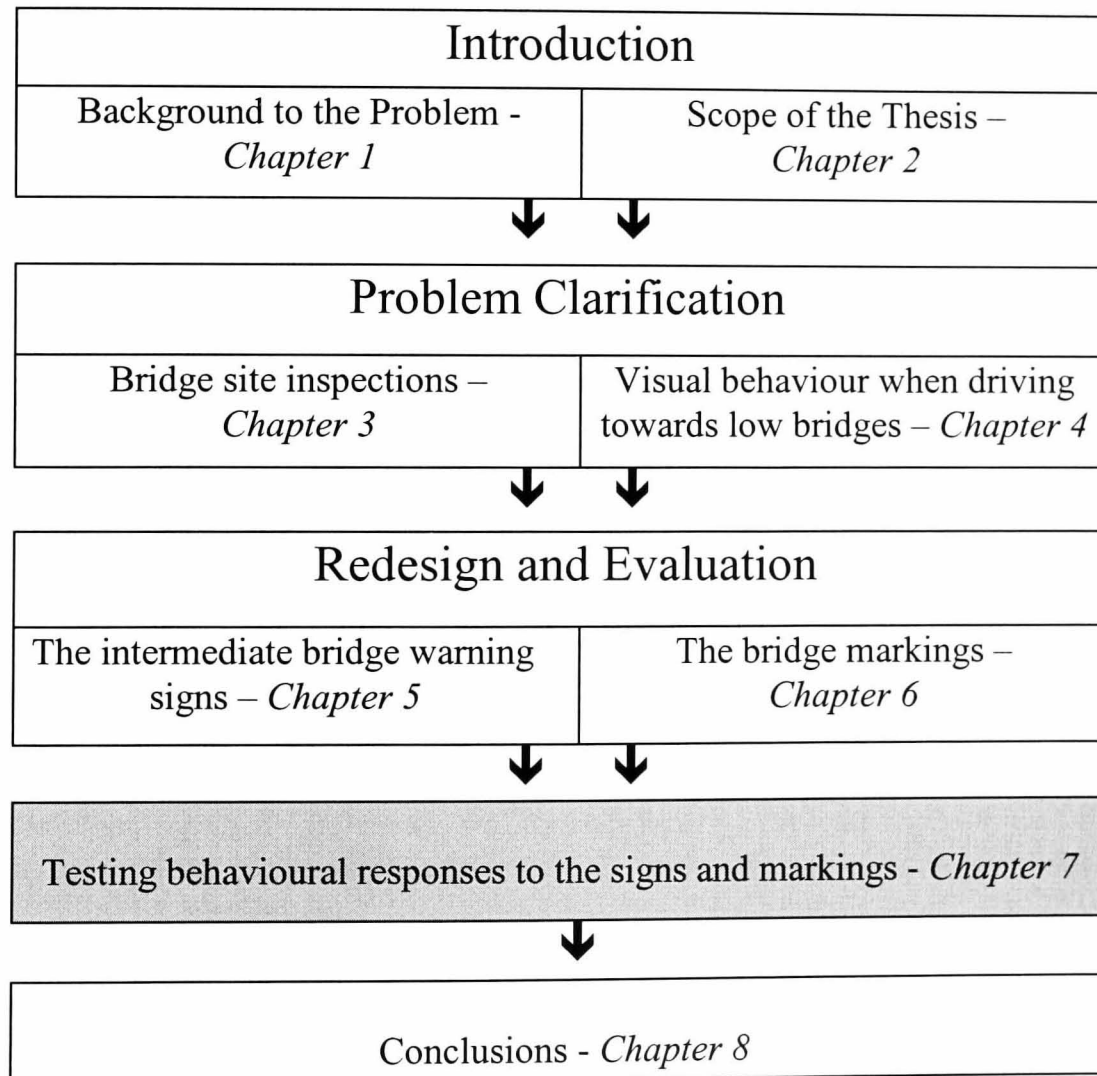 Introduction
Background to the Problem -
Chapter 1
Scope of the Thesis –
Chapter 2
Problem Clarification
Bridge site inspections –
Chapter 3
Visual behaviour when driving
towards low bridges – Chapter 4
Redesign and Evaluation
The intermediate bridge warning
signs – Chapter 5
The bridge markings –
Chapter 6
Testing behavioural responses to the signs and markings - Chapter 7
Conclusions - Chapter 8